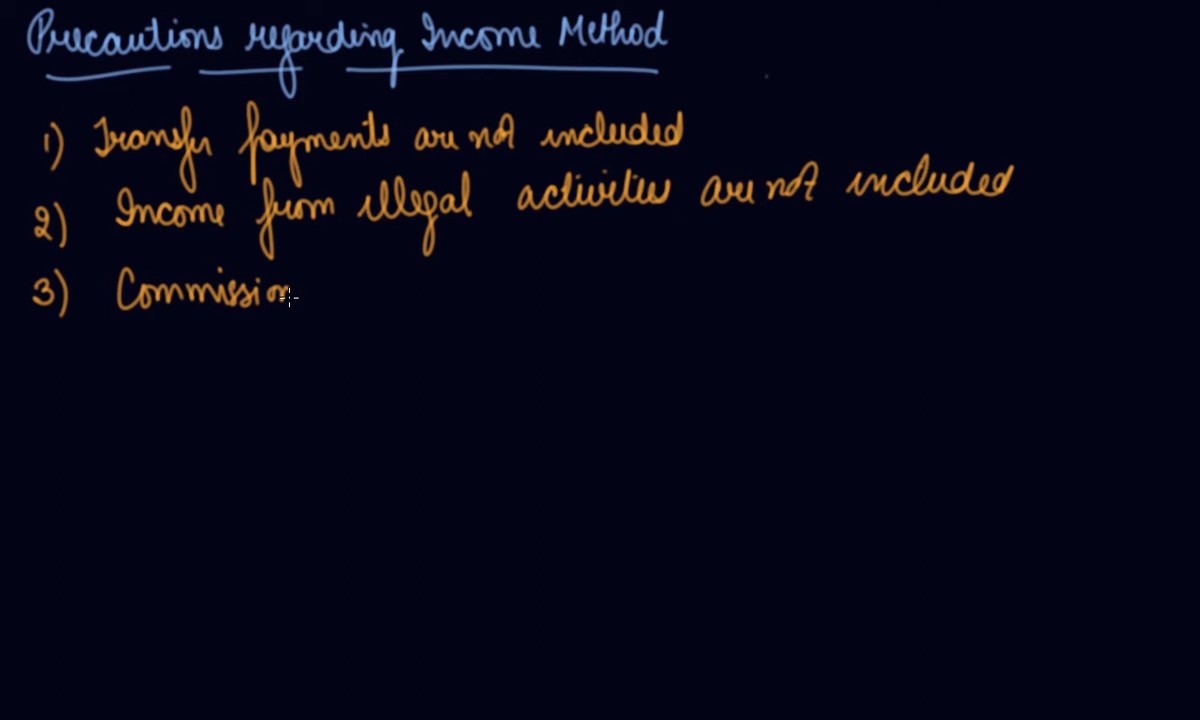 Precautions regarding Income Method
1) Transfer payments are not included
2) Income from illegal activities are not included
3) Commission